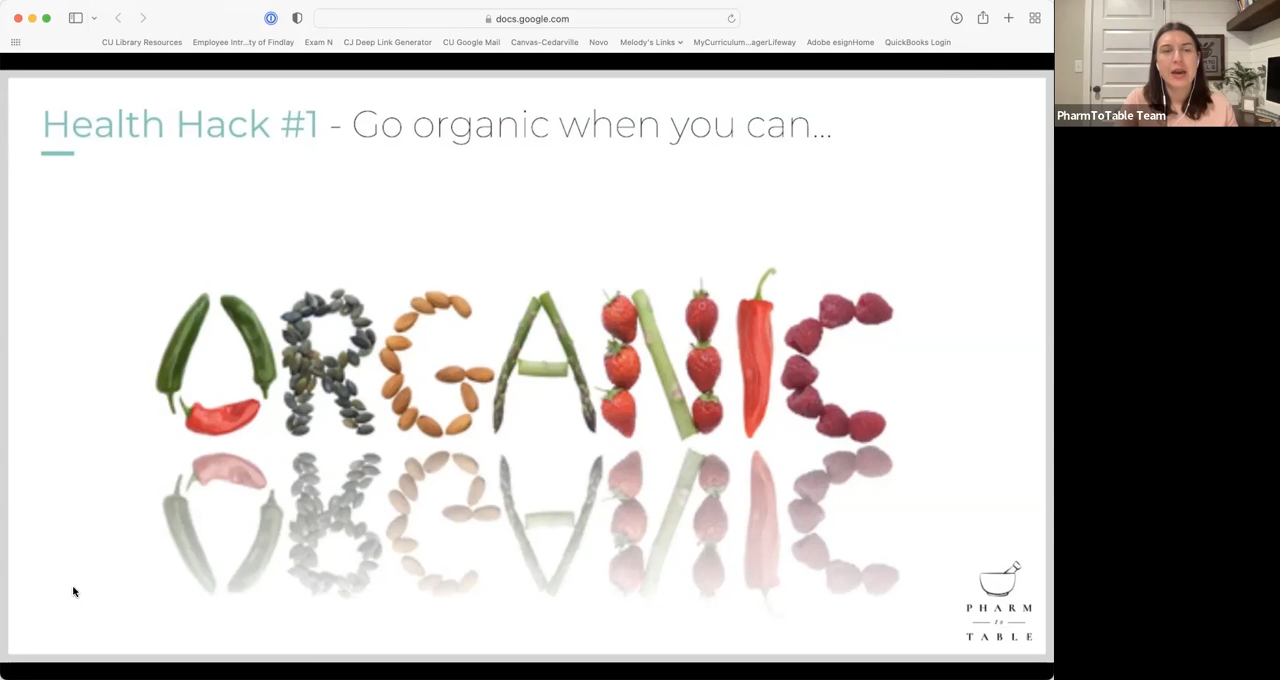 docs.google.com
CU Library Resources
Employee Intr...ty of Findlay
Exam N
CJ Deep Link Generator
CU Google Mail
Canvas-Cedarville
Novo
Melody's Links
MyCurriculum...agerLifeway
Adobe esignHome
QuickBooks Login
PharmToTable Team
Health Hack #1 - Go organic when you can...
ORGANIC
PHARM
to
TABLE